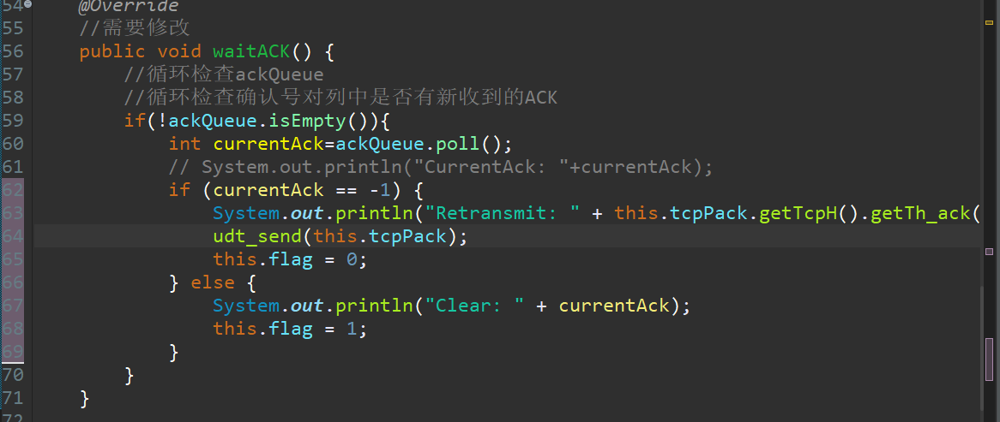 54 @Override
55 //需要修改
56 public void waitACK() {
57 //循环检查ackQueue
58 //循环检查确认号对列中是否有新收到的ACK
59 if(!ackQueue.isEmpty()){
60 int currentAck=ackQueue.poll();
61 // System.out.println("CurrentAck: "+currentAck);
62 if (currentAck == -1) {
63 System.out.println("Retransmit: " + this.tcpPack.getTcpH().getTh_ack(
64 udt_send(this.tcpPack);
65 this.flag = 0;
66 } else {
67 System.out.println("Clear: " + currentAck);
68 this.flag = 1;
69 }
70 }
71 }
72